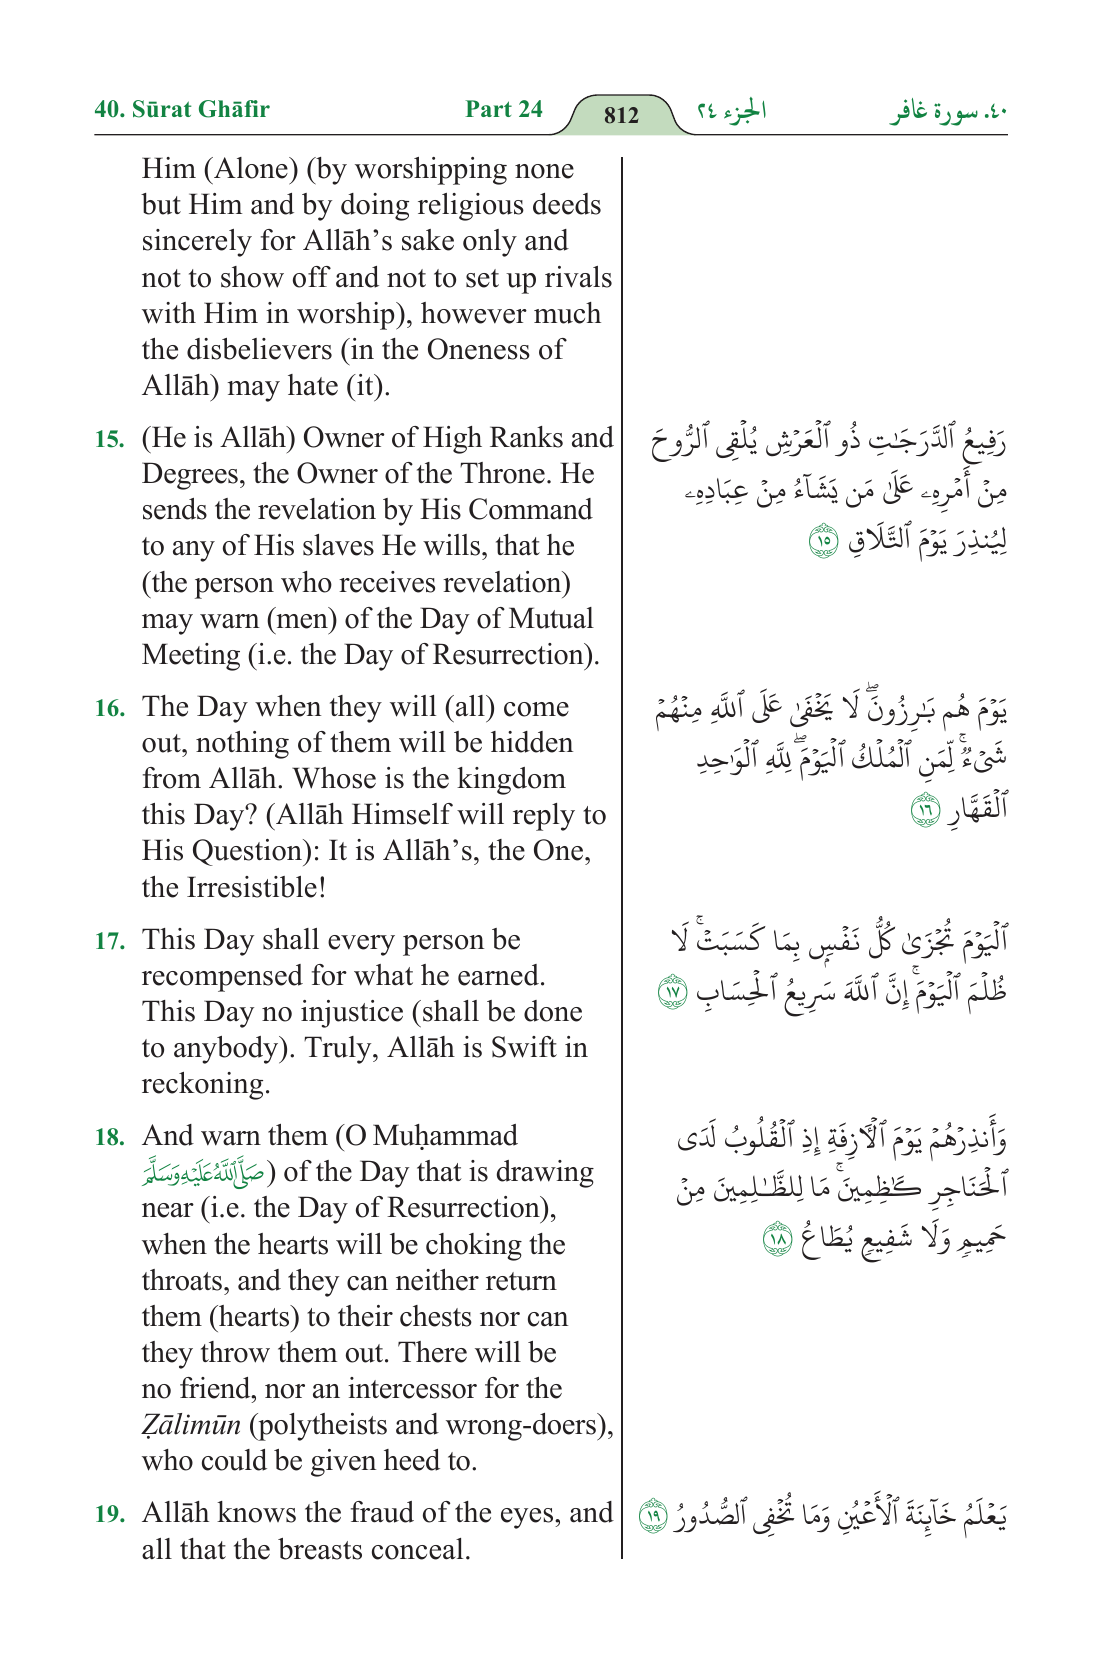 40. Sūrat Ghāfir Part 24 812 الجزء ٢٤ ٤٠. سورة غافر
Him (Alone) (by worshipping none
but Him and by doing religious deeds
sincerely for Allāh’s sake only and
not to show off and not to set up rivals
with Him in worship), however much
the disbelievers (in the Oneness of
Allāh) may hate (it).
15. (He is Allāh) Owner of High Ranks and
Degrees, the Owner of the Throne. He
sends the revelation by His Command
to any of His slaves He wills, that he
(the person who receives revelation)
may warn (men) of the Day of Mutual
Meeting (i.e. the Day of Resurrection).
رَفِيعُ ٱلدَّرَجَٰتِ ذُو ٱلْعَرْشِ يُلْقِى ٱلرُّوحَ
مِنْ أَمْرِهِۦ عَلَىٰ مَن يَشَآءُ مِنْ عِبَادِهِۦ
لِيُنذِرَ يَوْمَ ٱلتَّلَاقِ ١٥
16. The Day when they will (all) come
out, nothing of them will be hidden
from Allāh. Whose is the kingdom
this Day? (Allāh Himself will reply to
His Question): It is Allāh’s, the One,
the Irresistible!
يَوْمَ هُم بَٰرِزُونَ ۖ لَا يَخْفَىٰ عَلَى ٱللَّهِ مِنْهُمْ
شَىْءٌ ۚ لِّمَنِ ٱلْمُلْكُ ٱلْيَوْمَ ۖ لِلَّهِ ٱلْوَٰحِدِ
ٱلْقَهَّارِ ١٦
17. This Day shall every person be
recompensed for what he earned.
This Day no injustice (shall be done
to anybody). Truly, Allāh is Swift in
reckoning.
ٱلْيَوْمَ تُجْزَىٰ كُلُّ نَفْسٍۭ بِمَا كَسَبَتْ ۚ لَا
ظُلْمَ ٱلْيَوْمَ ۚ إِنَّ ٱللَّهَ سَرِيعُ ٱلْحِسَابِ ١٧
18. And warn them (O Muḥammad
صَلَّى ٱللَّهُ عَلَيْهِ وَسَلَّمَ) of the Day that is drawing
near (i.e. the Day of Resurrection),
when the hearts will be choking the
throats, and they can neither return
them (hearts) to their chests nor can
they throw them out. There will be
no friend, nor an intercessor for the
Ẓālimūn (polytheists and wrong-doers),
who could be given heed to.
وَأَنذِرْهُمْ يَوْمَ ٱلْءَازِفَةِ إِذِ ٱلْقُلُوبُ لَدَى
ٱلْحَنَاجِرِ كَٰظِمِينَ ۚ مَا لِلظَّٰلِمِينَ مِنْ
حَمِيمٍ وَلَا شَفِيعٍ يُطَاعُ ١٨
19. Allāh knows the fraud of the eyes, and
all that the breasts conceal.
يَعْلَمُ خَآئِنَةَ ٱلْأَعْيُنِ وَمَا تُخْفِى ٱلصُّدُورُ ١٩